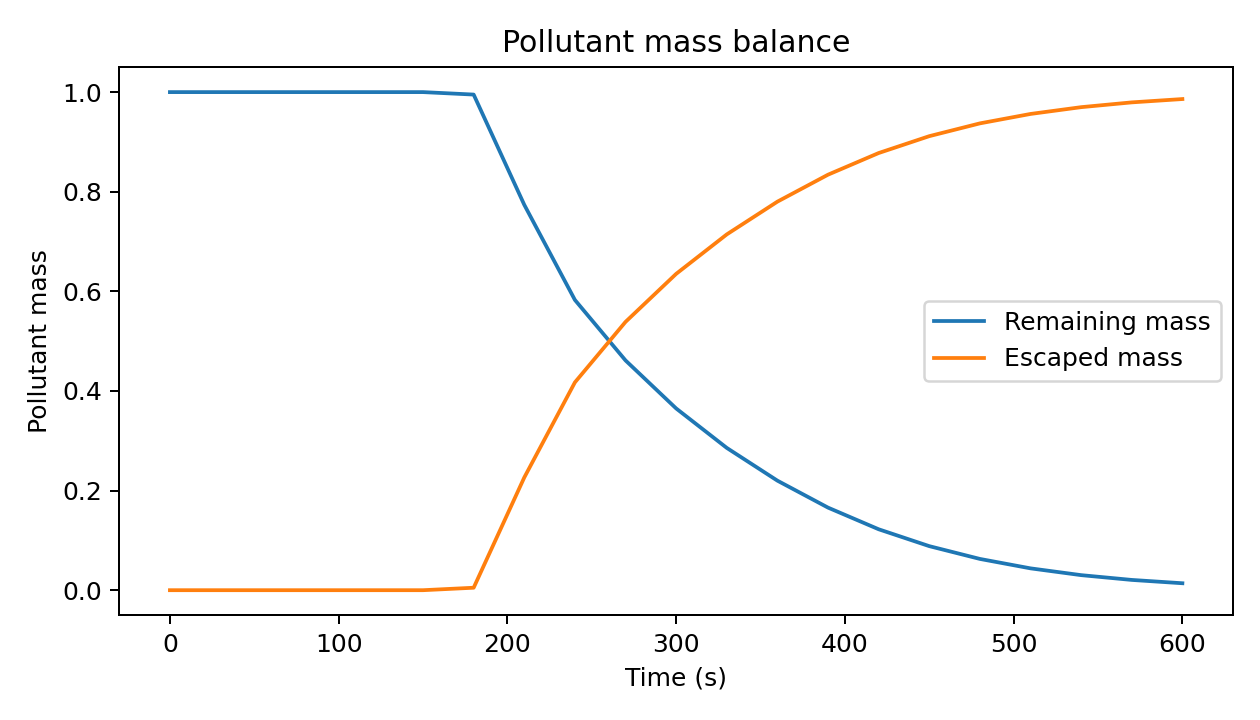 Pollutant mass balance
1.0
0.8
0.6
0.4
0.2
0.0
Pollutant mass
Remaining mass
Escaped mass
0 100 200 300 400 500 600
Time (s)